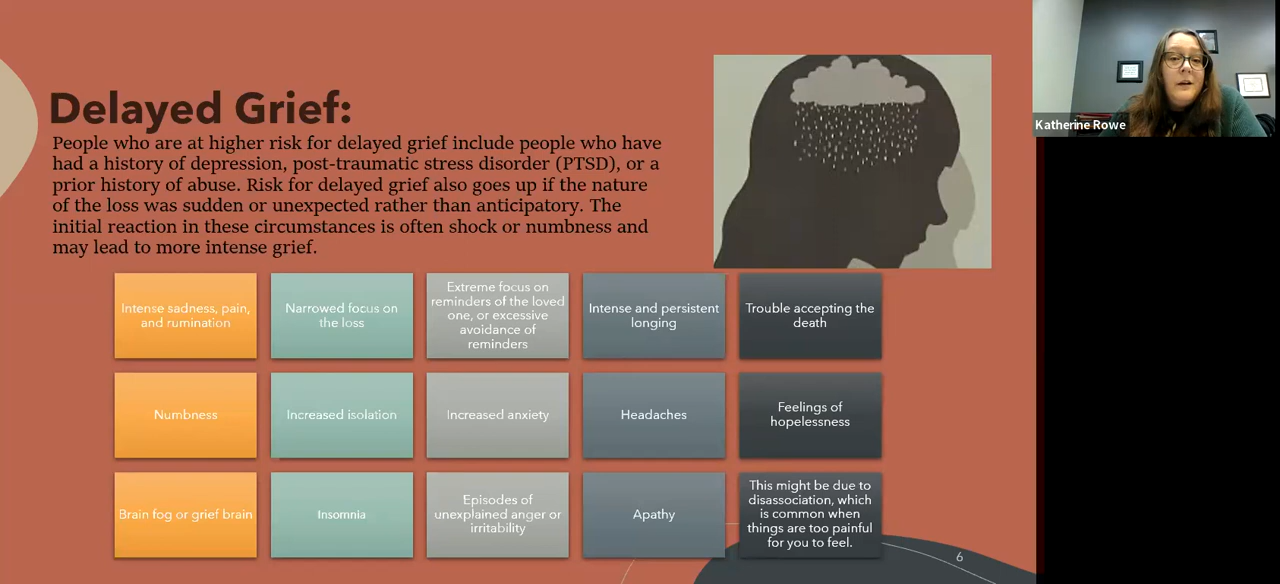 Delayed Grief:
People who are at higher risk for delayed grief include people who have
had a history of depression, post-traumatic stress disorder (PTSD), or a
prior history of abuse. Risk for delayed grief also goes up if the nature
of the loss was sudden or unexpected rather than anticipatory. The
initial reaction in these circumstances is often shock or numbness and
may lead to more intense grief.
Katherine Rowe
Intense sadness, pain,
and rumination
Narrowed focus on
the loss
Extreme focus on
reminders of the loved
one, or excessive
avoidance of
reminders
Intense and persistent
longing
Trouble accepting the
death
Numbness
Increased isolation
Increased anxiety
Headaches
Feelings of
hopelessness
Brain fog or grief brain
Insomnia
Episodes of
unexplained anger or
irritability
Apathy
This might be due to
disassociation, which
is common when
things are too painful
for you to feel.
6